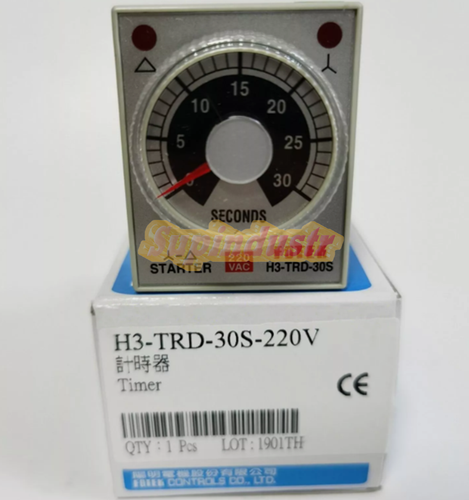 15
10 20
5 25
0 30
SECONDS
STARTER 220 VAC H3-TRD-30S
H3-TRD-30S-220V
計時器
Timer
CE
QTY：1 Pcs LOT：1901TH
CONTROLS CO., LTD.